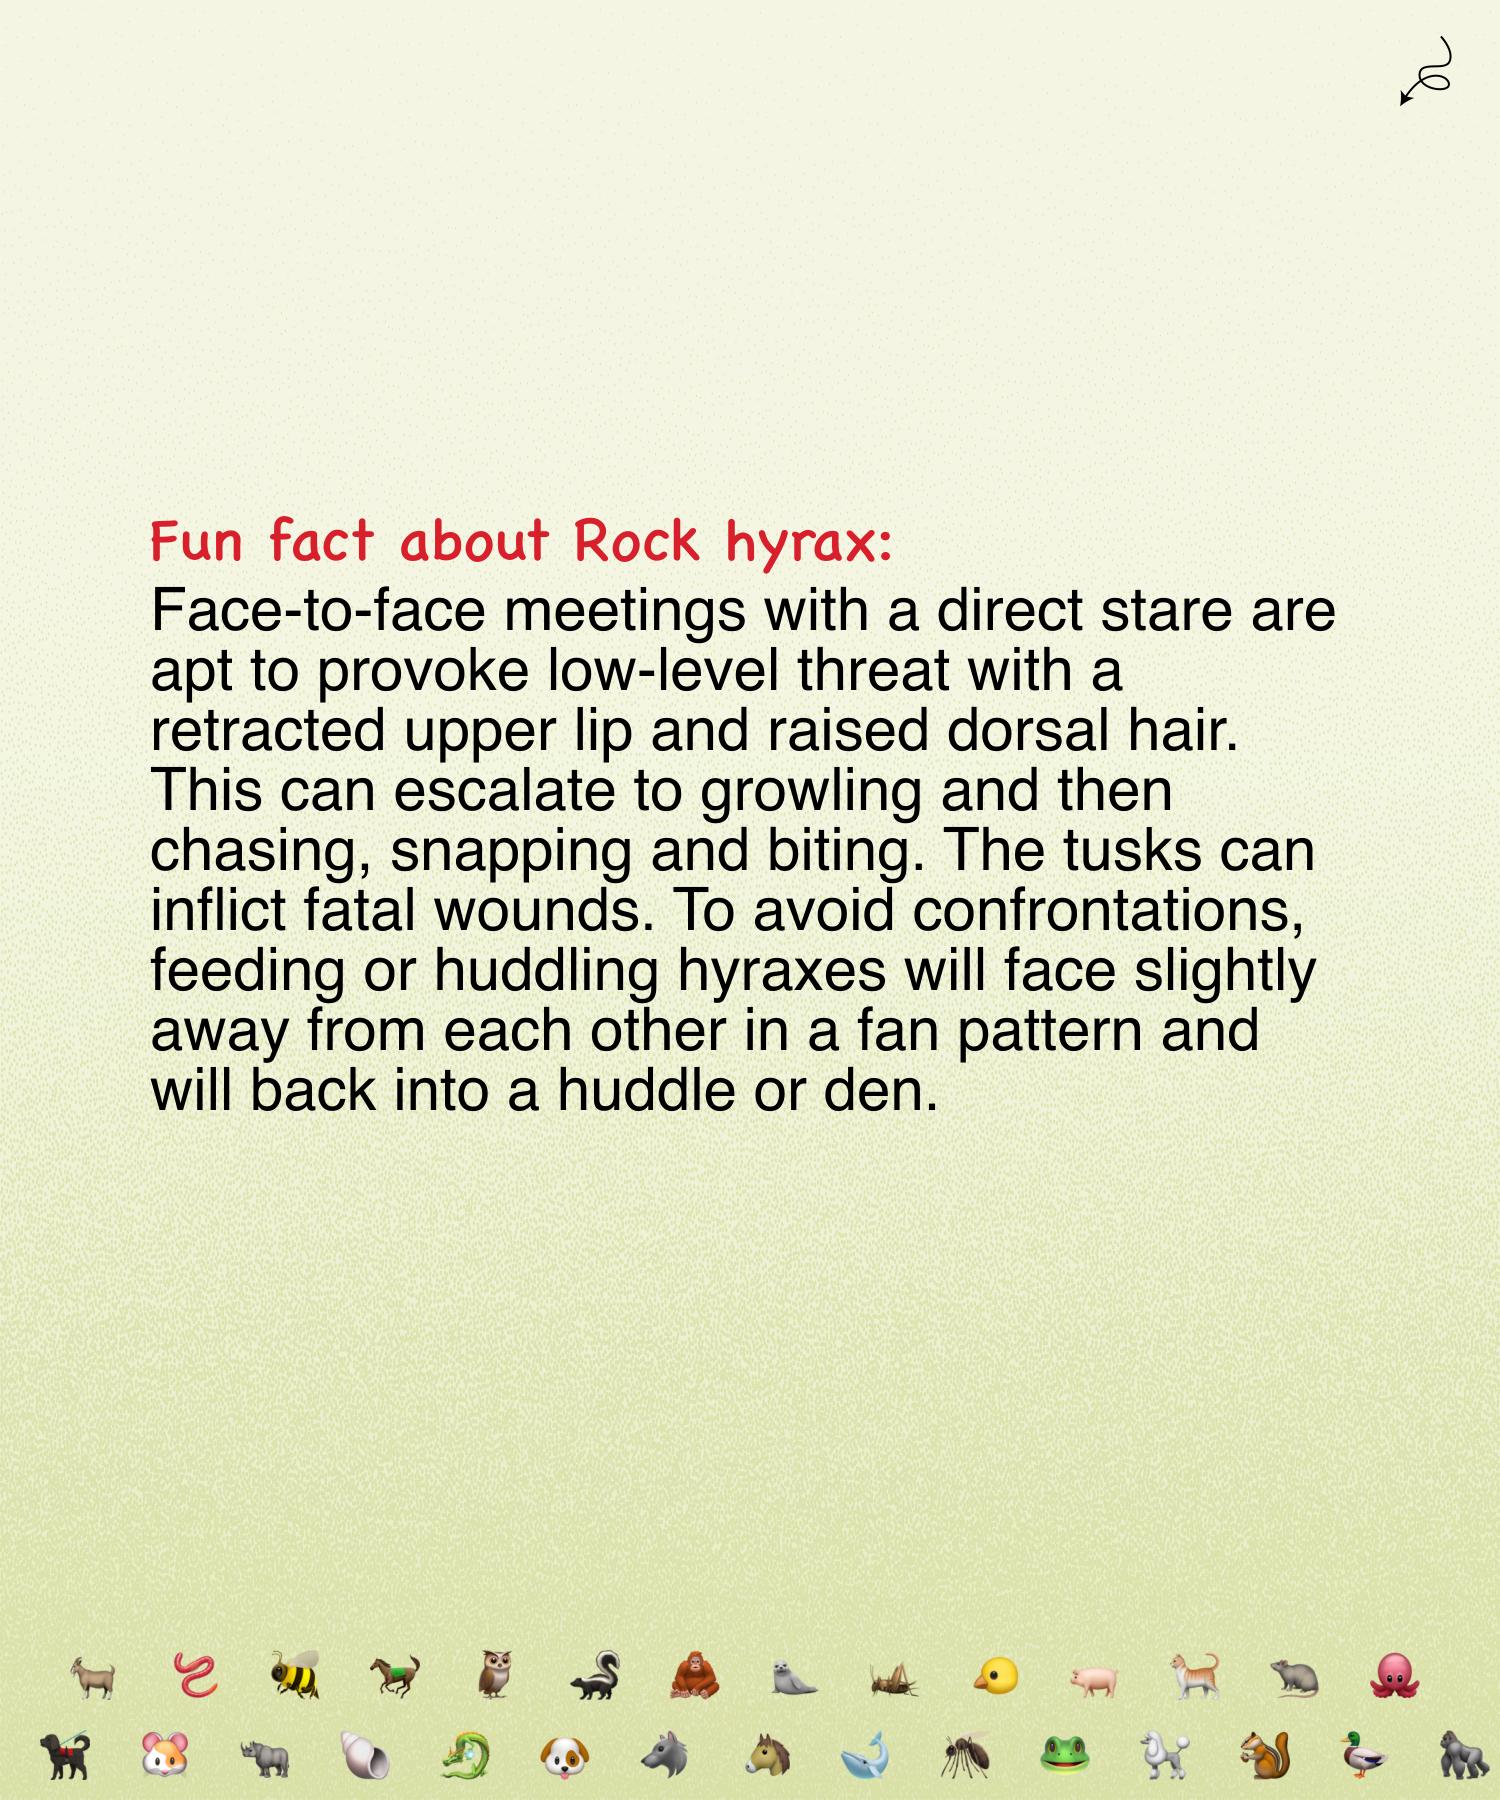 Fun fact about Rock hyrax:
Face-to-face meetings with a direct stare are
apt to provoke low-level threat with a
retracted upper lip and raised dorsal hair.
This can escalate to growling and then
chasing, snapping and biting. The tusks can
inflict fatal wounds. To avoid confrontations,
feeding or huddling hyraxes will face slightly
away from each other in a fan pattern and
will back into a huddle or den.